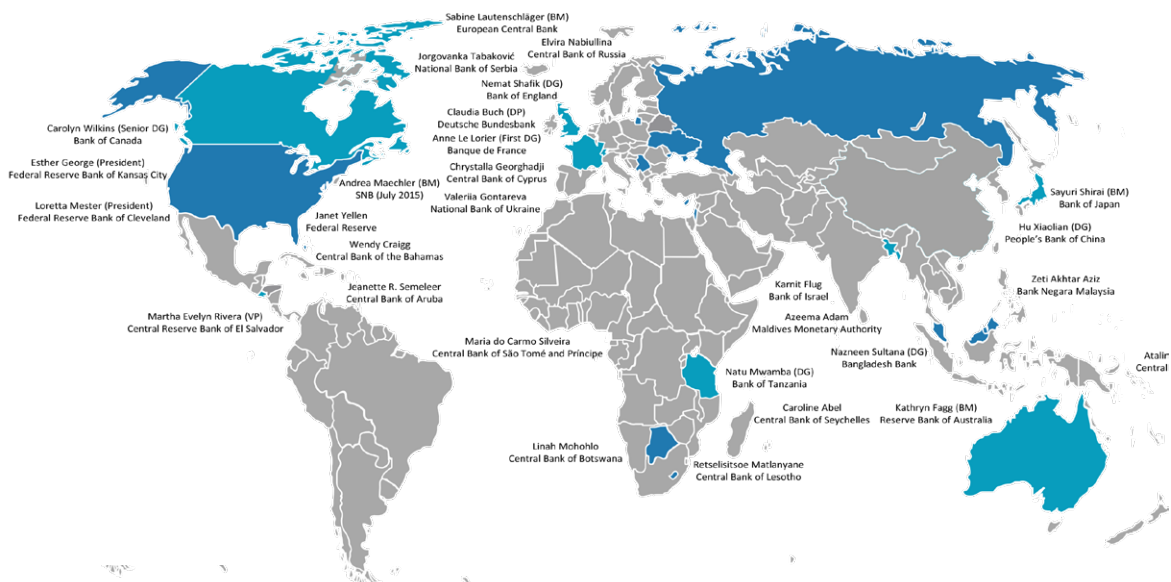 Sabine Lautenschläger (BM)
European Central Bank
Elvira Nabiullina
Central Bank of Russia
Jorgovanka Tabaković
National Bank of Serbia
Nemat Shafik (DG)
Bank of England
Carolyn Wilkins (Senior DG)
Bank of Canada
Claudia Buch (DP)
Deutsche Bundesbank
Anne Le Lorier (First DG)
Banque de France
Esther George (President)
Federal Reserve Bank of Kansas City
Chrystalla Georghadji
Central Bank of Cyprus
Andrea Maechler (BM)
SNB (July 2015)
Valeriia Gontareva
National Bank of Ukraine
Sayuri Shirai (BM)
Bank of Japan
Loretta Mester (President)
Federal Reserve Bank of Cleveland
Janet Yellen
Federal Reserve
Hu Xiaolian (DG)
People's Bank of China
Wendy Craigg
Central Bank of the Bahamas
Zeti Akhtar Aziz
Bank Negara Malaysia
Jeanette R. Semeleer
Central Bank of Aruba
Karnit Flug
Bank of Israel
Martha Evelyn Rivera (VP)
Central Reserve Bank of El Salvador
Azeema Adam
Maldives Monetary Authority
Maria do Carmo Silveira
Central Bank of São Tomé and Príncipe
Nazneen Sultana (DG)
Bangladesh Bank
Atalin
Central
Natu Mwamba (DG)
Bank of Tanzania
Caroline Abel
Central Bank of Seychelles
Kathryn Fagg (BM)
Reserve Bank of Australia
Linah Mohohlo
Central Bank of Botswana
Retselisitsoe Matlanyane
Central Bank of Lesotho